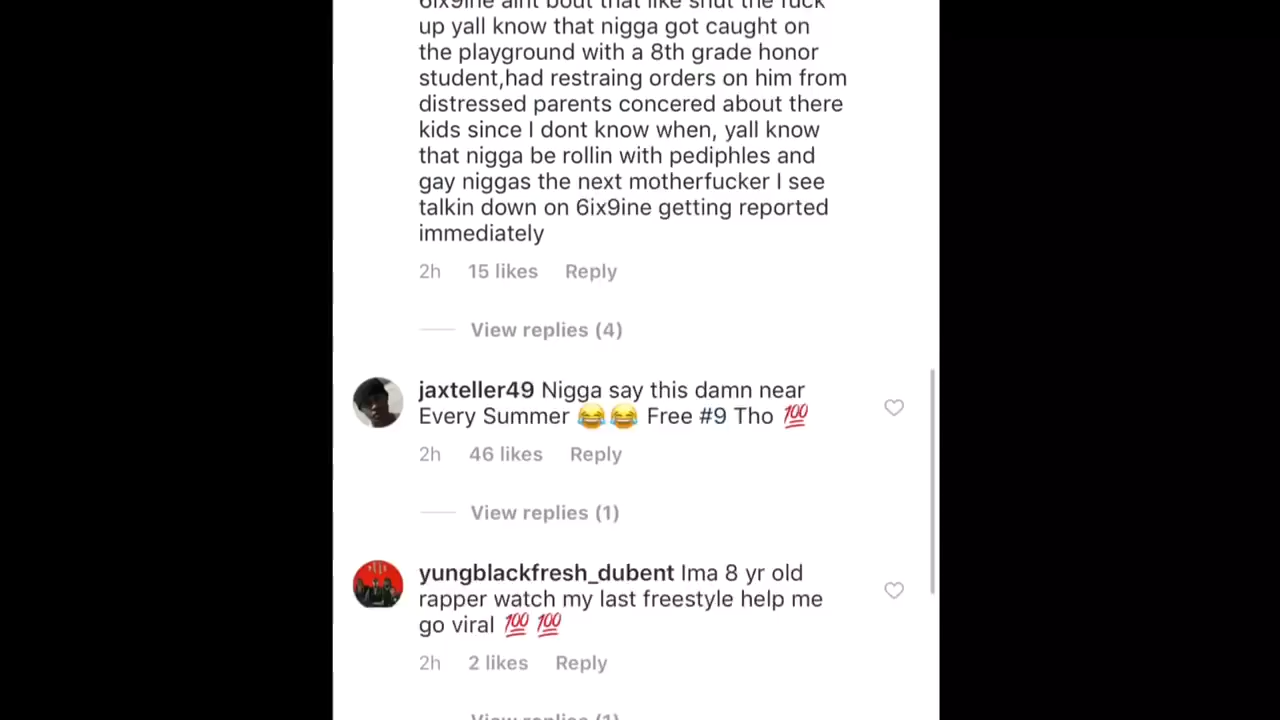 6ix9ine aint bout that like shut the fuck
up yall know that nigga got caught on
the playground with a 8th grade honor
student,had restraing orders on him from
distressed parents concered about there
kids since I dont know when, yall know
that nigga be rollin with pediphles and
gay niggas the next motherfucker I see
talkin down on 6ix9ine getting reported
immediately
2h 15 likes Reply
View replies (4)
jaxteller49 Nigga say this damn near
Every Summer 😂😂 Free #9 Tho 💯
2h 46 likes Reply
View replies (1)
yungblackfresh_dubent Ima 8 yr old
rapper watch my last freestyle help me
go viral 💯 💯
2h 2 likes Reply
View replies (1)